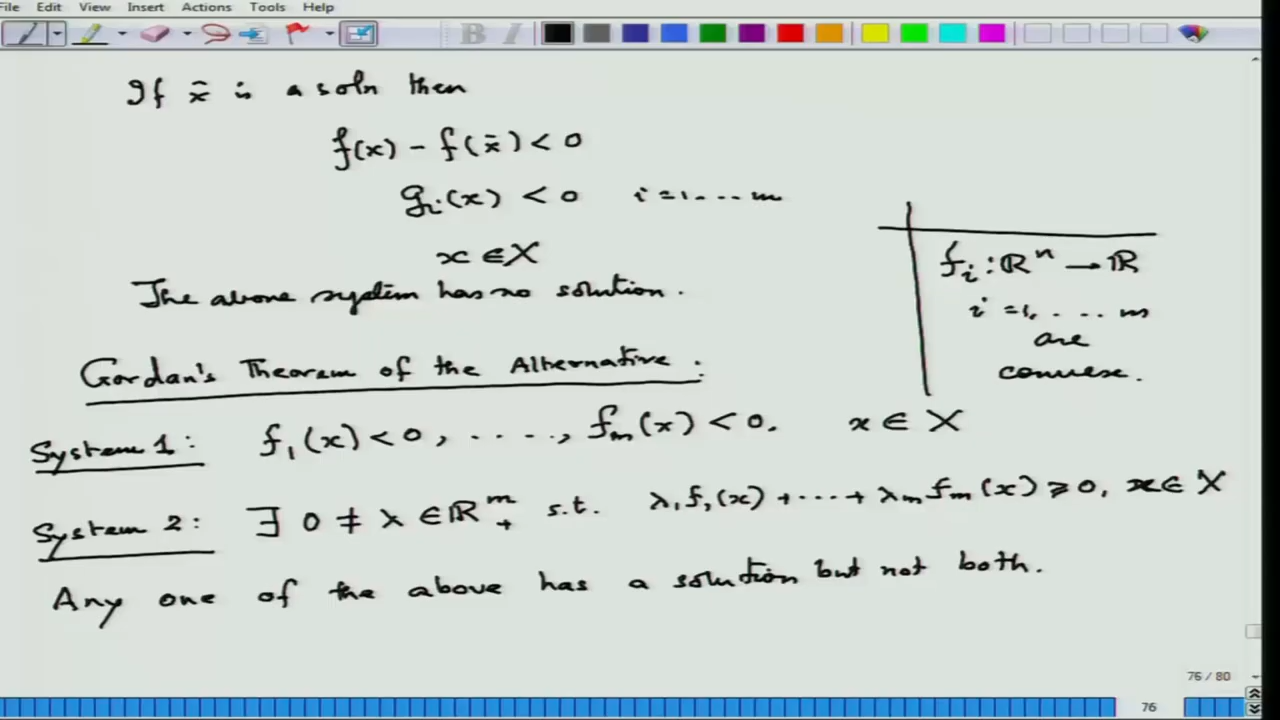 File Edit View Insert Actions Tools Help
B I
If x̄ is a soln then
f(x) - f(x̄) < 0
gᵢ(x) < 0 i = 1, ... m
x ∈ X
The above system has no solution.
fᵢ : ℝⁿ → ℝ
i = 1, .... m
are
convex.
Gordan's Theorem of the Alternative :
System 1 : f₁(x) < 0, ....., fₘ(x) < 0, x ∈ X
System 2 : ∃ 0 ≠ λ ∈ ℝᵐ₊ s.t. λ₁f₁(x) + ... + λₘfₘ(x) ⩾ 0, x ∈ X
Any one of the above has a solution but not both.
76 / 80
76